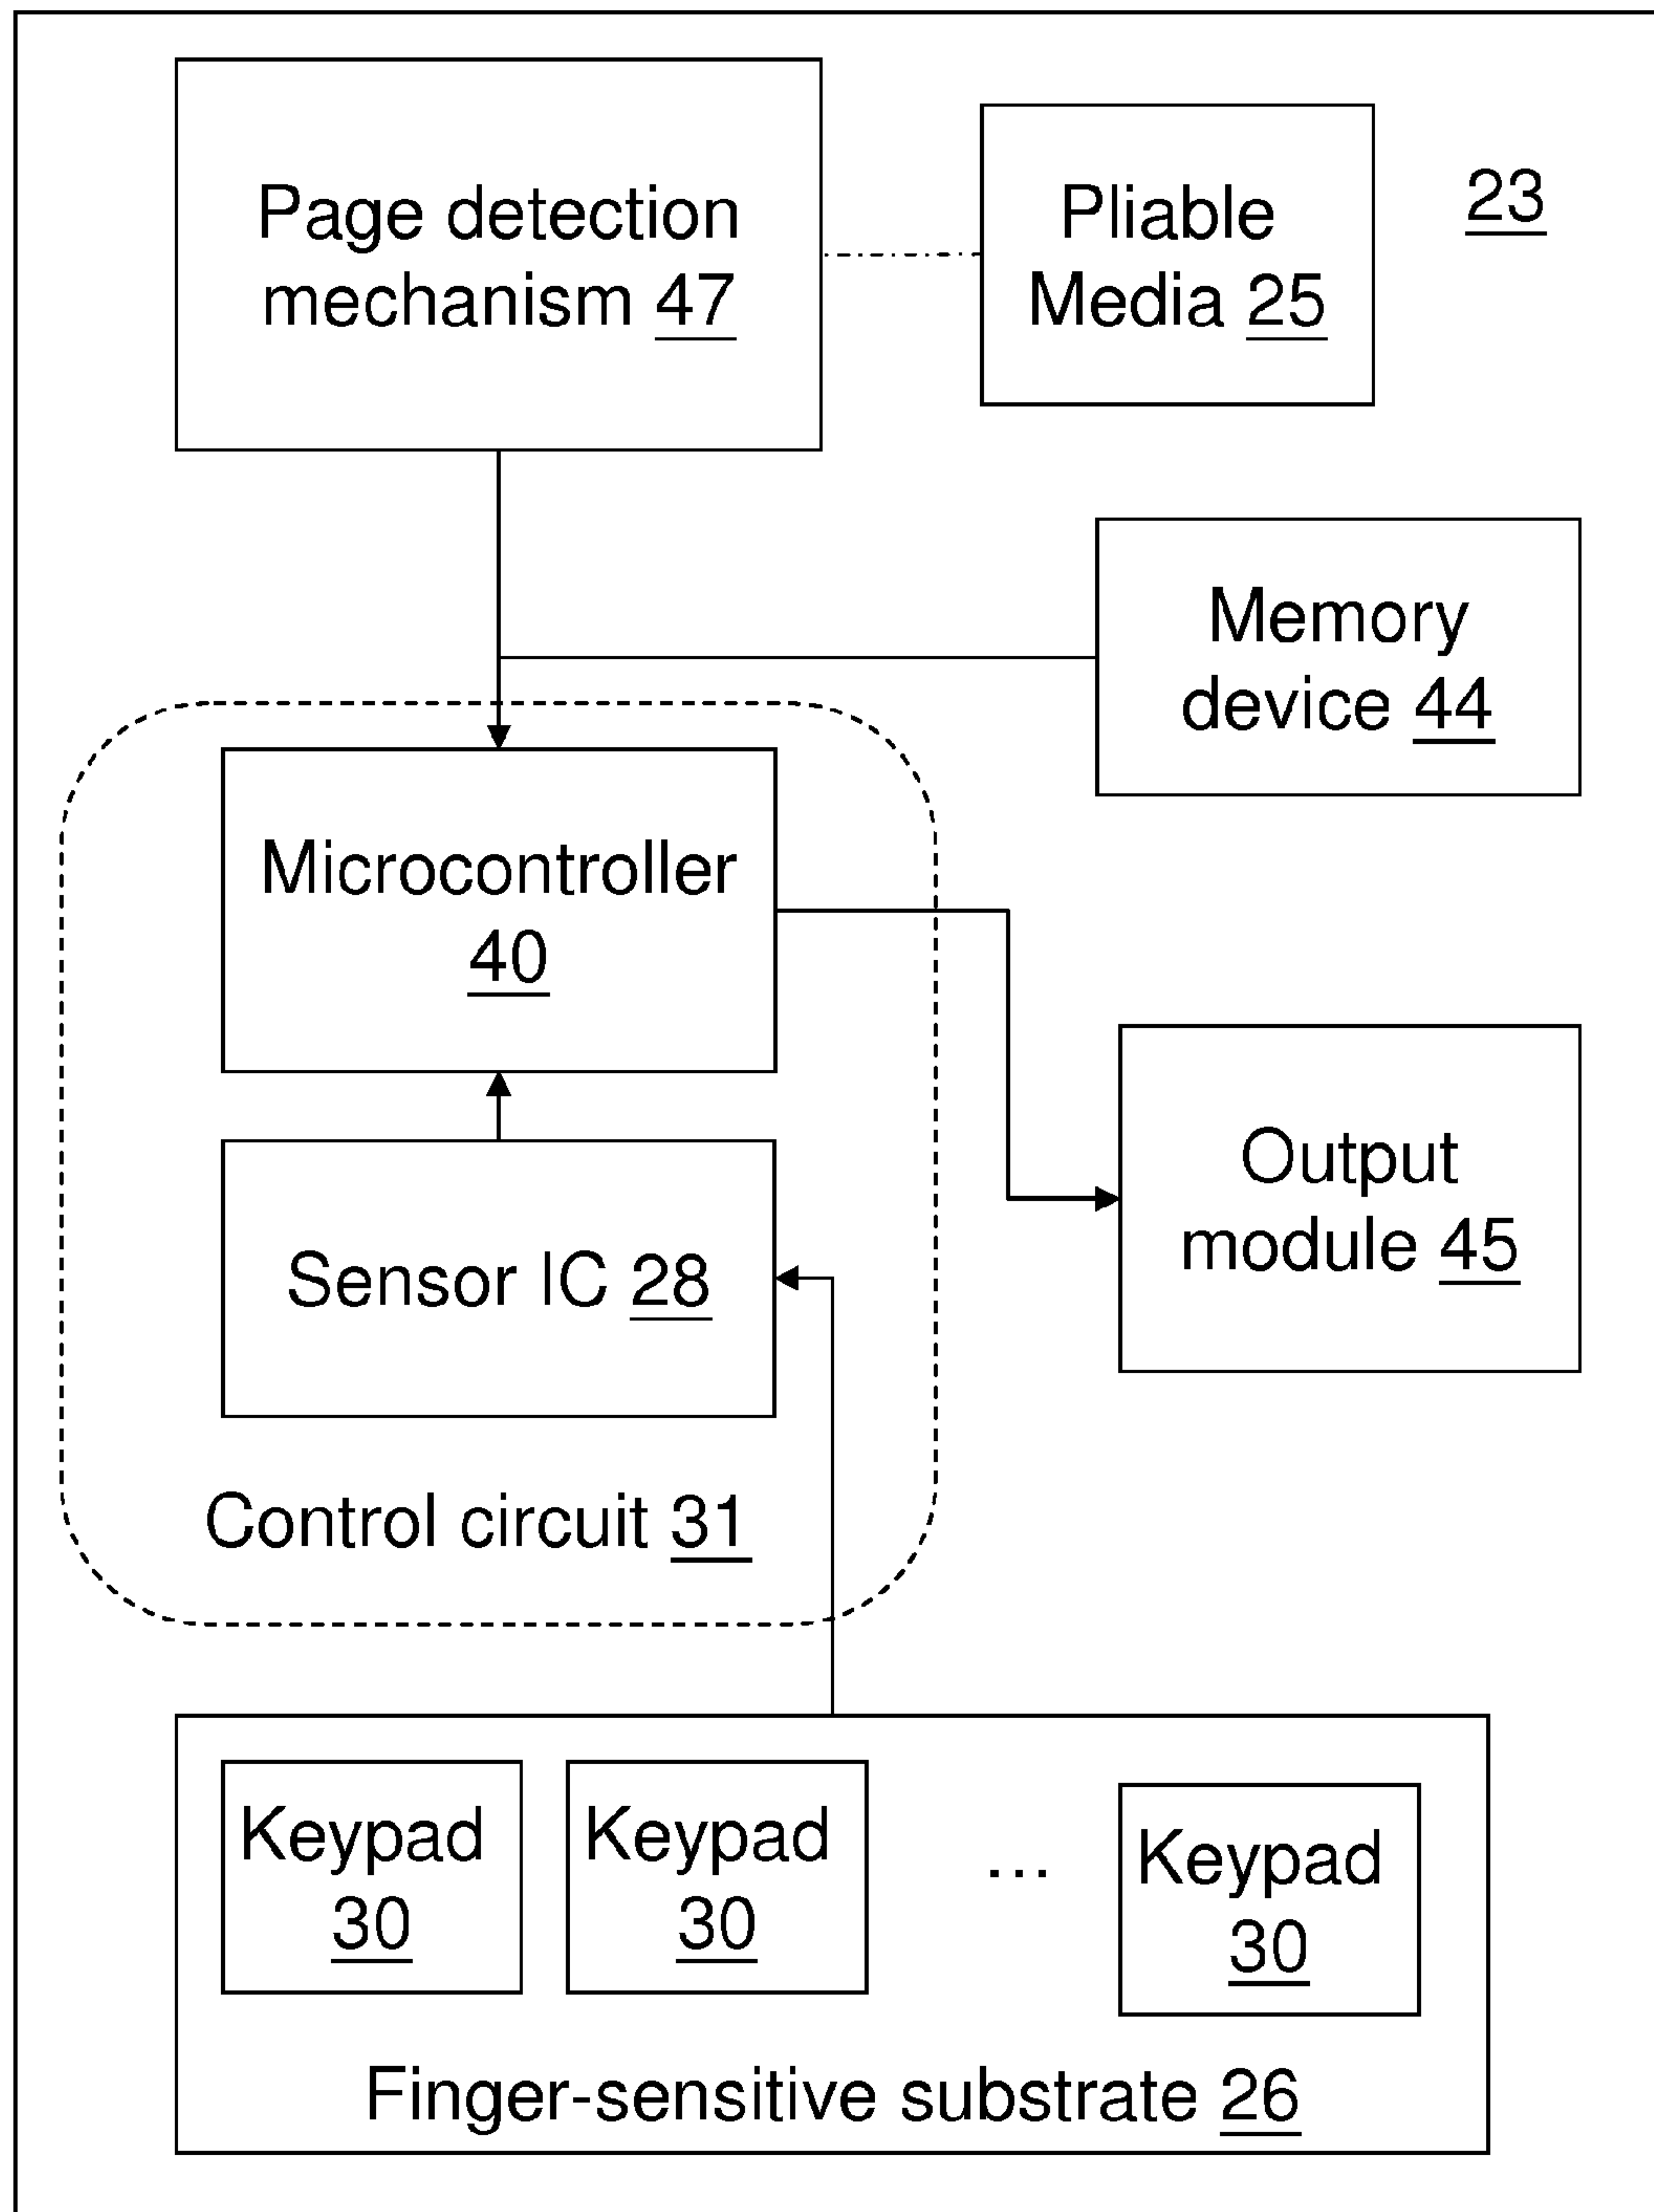 Page detection
mechanism 47
Pliable
Media 25
23
Memory
device 44
Microcontroller
40
Output
module 45
Sensor IC 28
Control circuit 31
Keypad
30
Keypad
30
...
Keypad
30
Finger-sensitive substrate 26